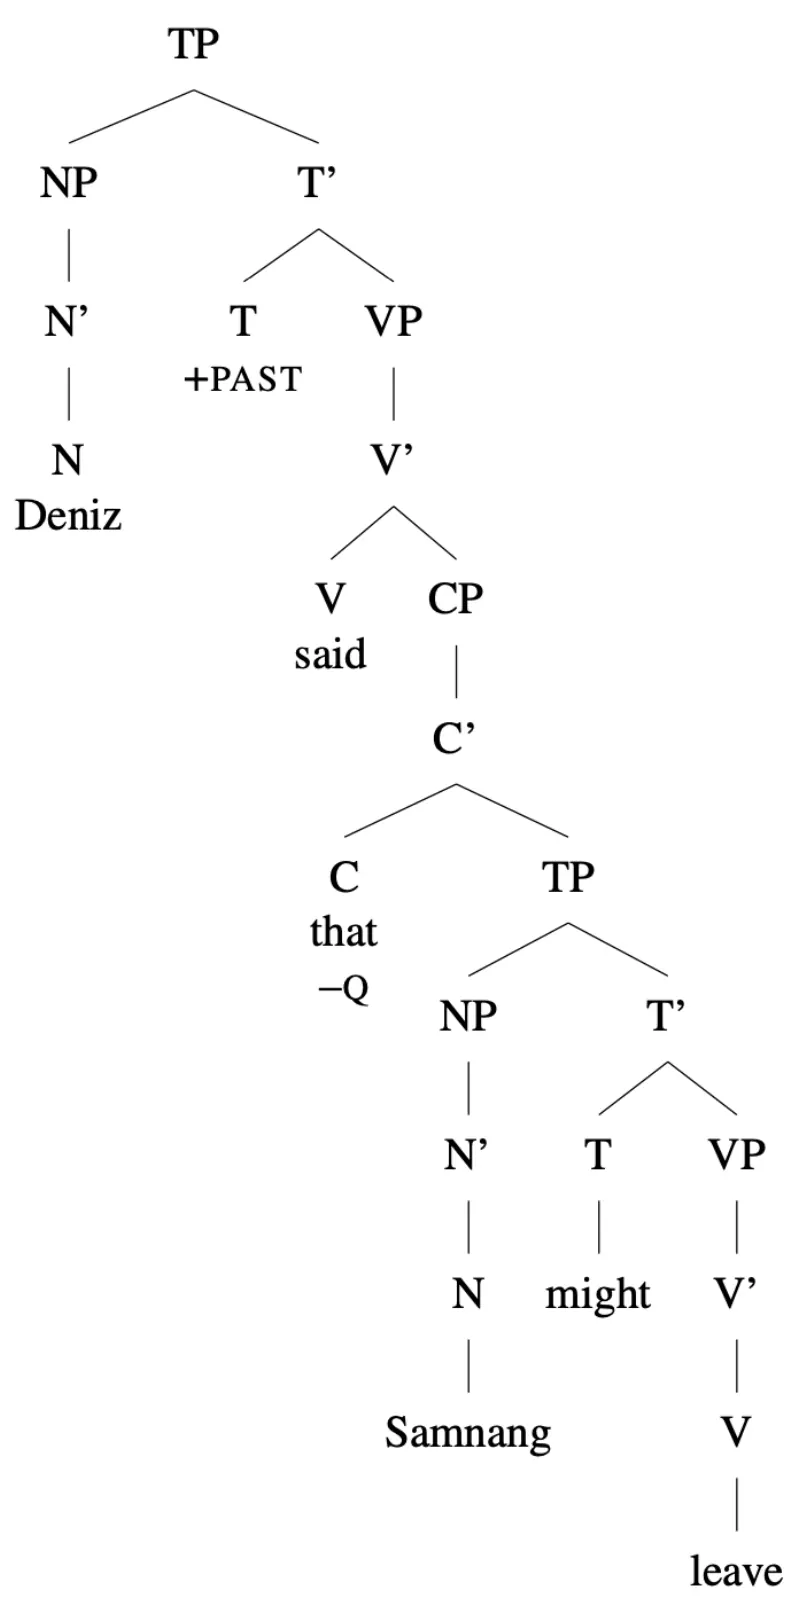 TP
NP T’
N’ T VP
+PAST
N V’
Deniz
V CP
said
C’
C TP
that
–Q
NP T’
N’ T VP
N might V’
Samnang V
leave